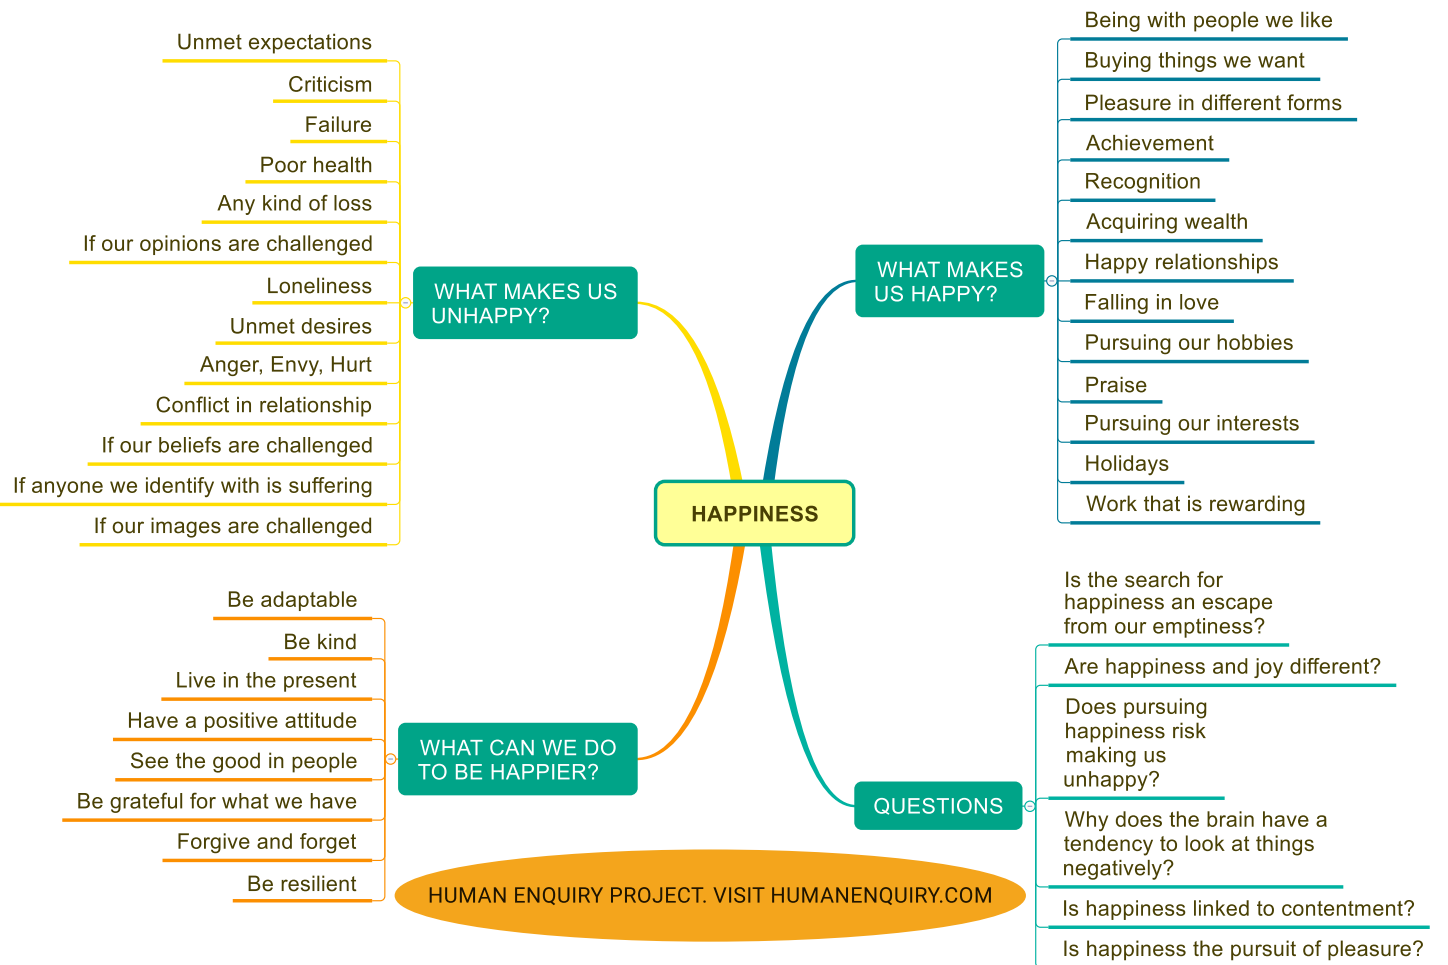 HAPPINESS
WHAT MAKES US
UNHAPPY?
Unmet expectations
Criticism
Failure
Poor health
Any kind of loss
If our opinions are challenged
Loneliness
Unmet desires
Anger, Envy, Hurt
Conflict in relationship
If our beliefs are challenged
If anyone we identify with is suffering
If our images are challenged
WHAT MAKES
US HAPPY?
Being with people we like
Buying things we want
Pleasure in different forms
Achievement
Recognition
Acquiring wealth
Happy relationships
Falling in love
Pursuing our hobbies
Praise
Pursuing our interests
Holidays
Work that is rewarding
WHAT CAN WE DO
TO BE HAPPIER?
Be adaptable
Be kind
Live in the present
Have a positive attitude
See the good in people
Be grateful for what we have
Forgive and forget
Be resilient
QUESTIONS
Is the search for
happiness an escape
from our emptiness?
Are happiness and joy different?
Does pursuing
happiness risk
making us
unhappy?
Why does the brain have a
tendency to look at things
negatively?
Is happiness linked to contentment?
Is happiness the pursuit of pleasure?
HUMAN ENQUIRY PROJECT. VISIT HUMANENQUIRY.COM